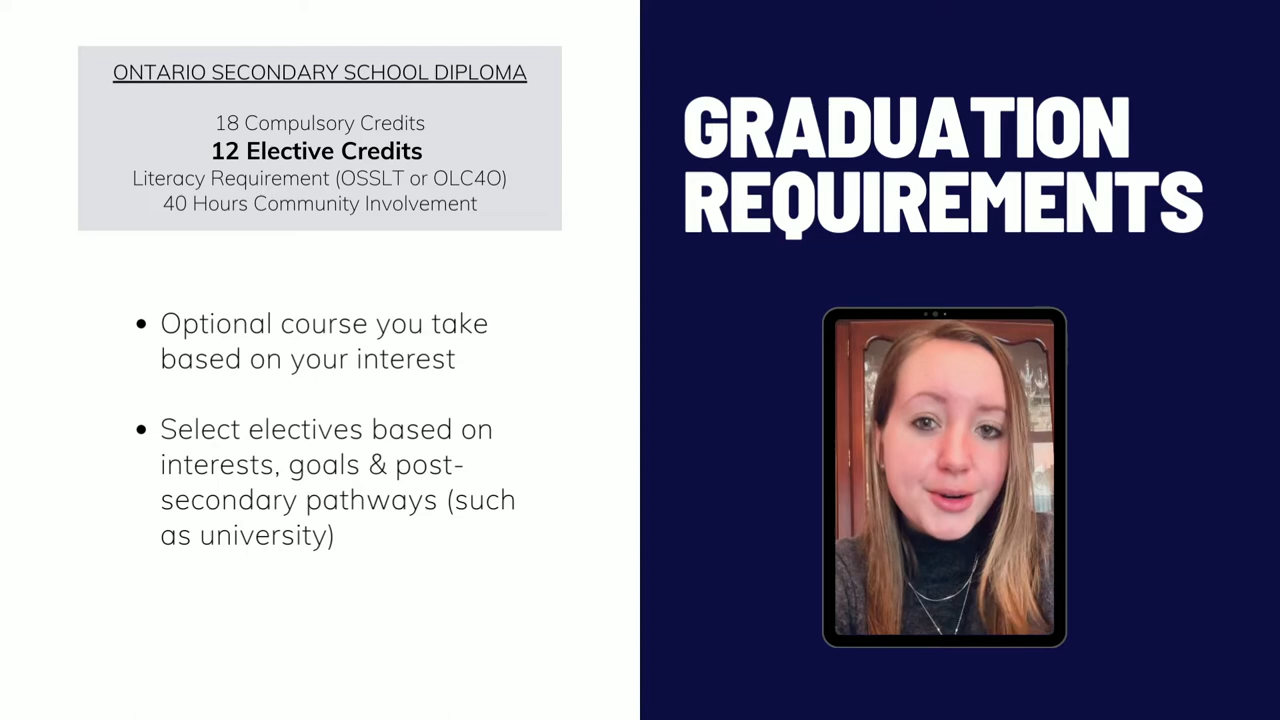 ONTARIO SECONDARY SCHOOL DIPLOMA
18 Compulsory Credits
12 Elective Credits
Literacy Requirement (OSSLT or OLC4O)
40 Hours Community Involvement
• Optional course you take
based on your interest
• Select electives based on
interests, goals & post-
secondary pathways (such
as university)
GRADUATION
REQUIREMENTS